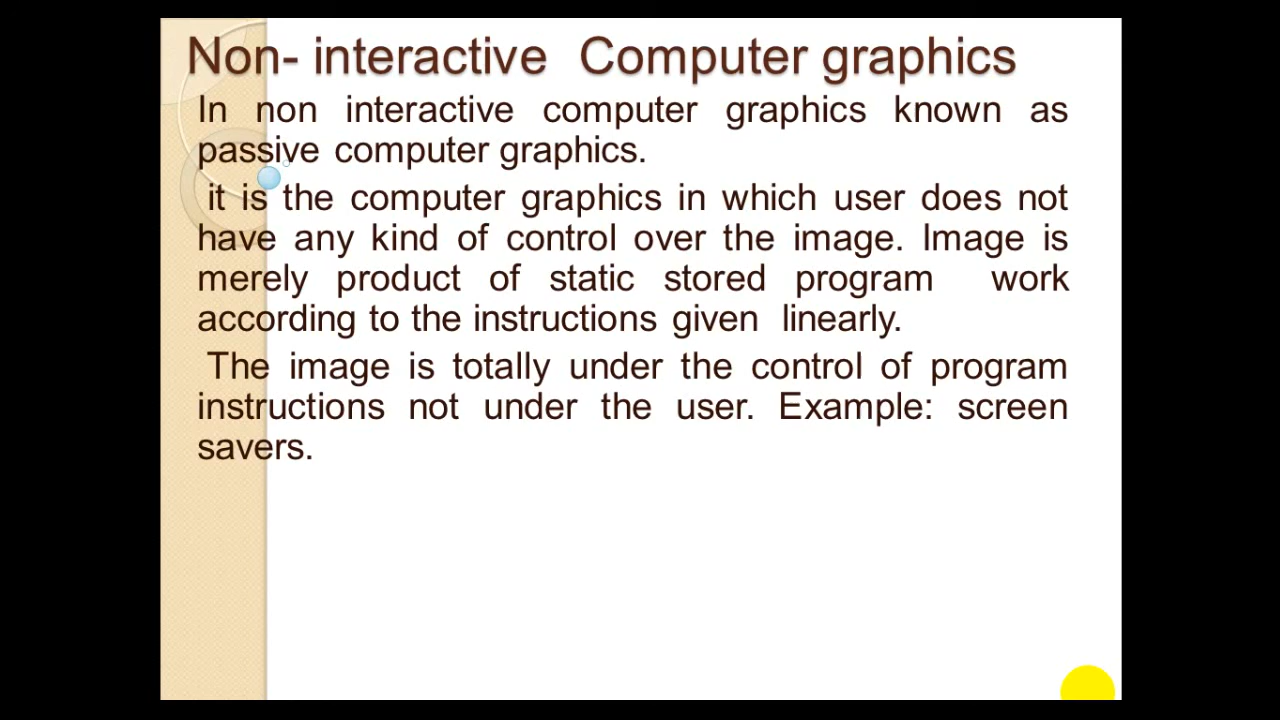 Non- interactive  Computer graphics
In non interactive computer graphics known as
passive computer graphics.
it is the computer graphics in which user does not
have any kind of control over the image. Image is
merely product of static stored program  work
according to the instructions given  linearly.
The image is totally under the control of program
instructions not under the user. Example: screen
savers.